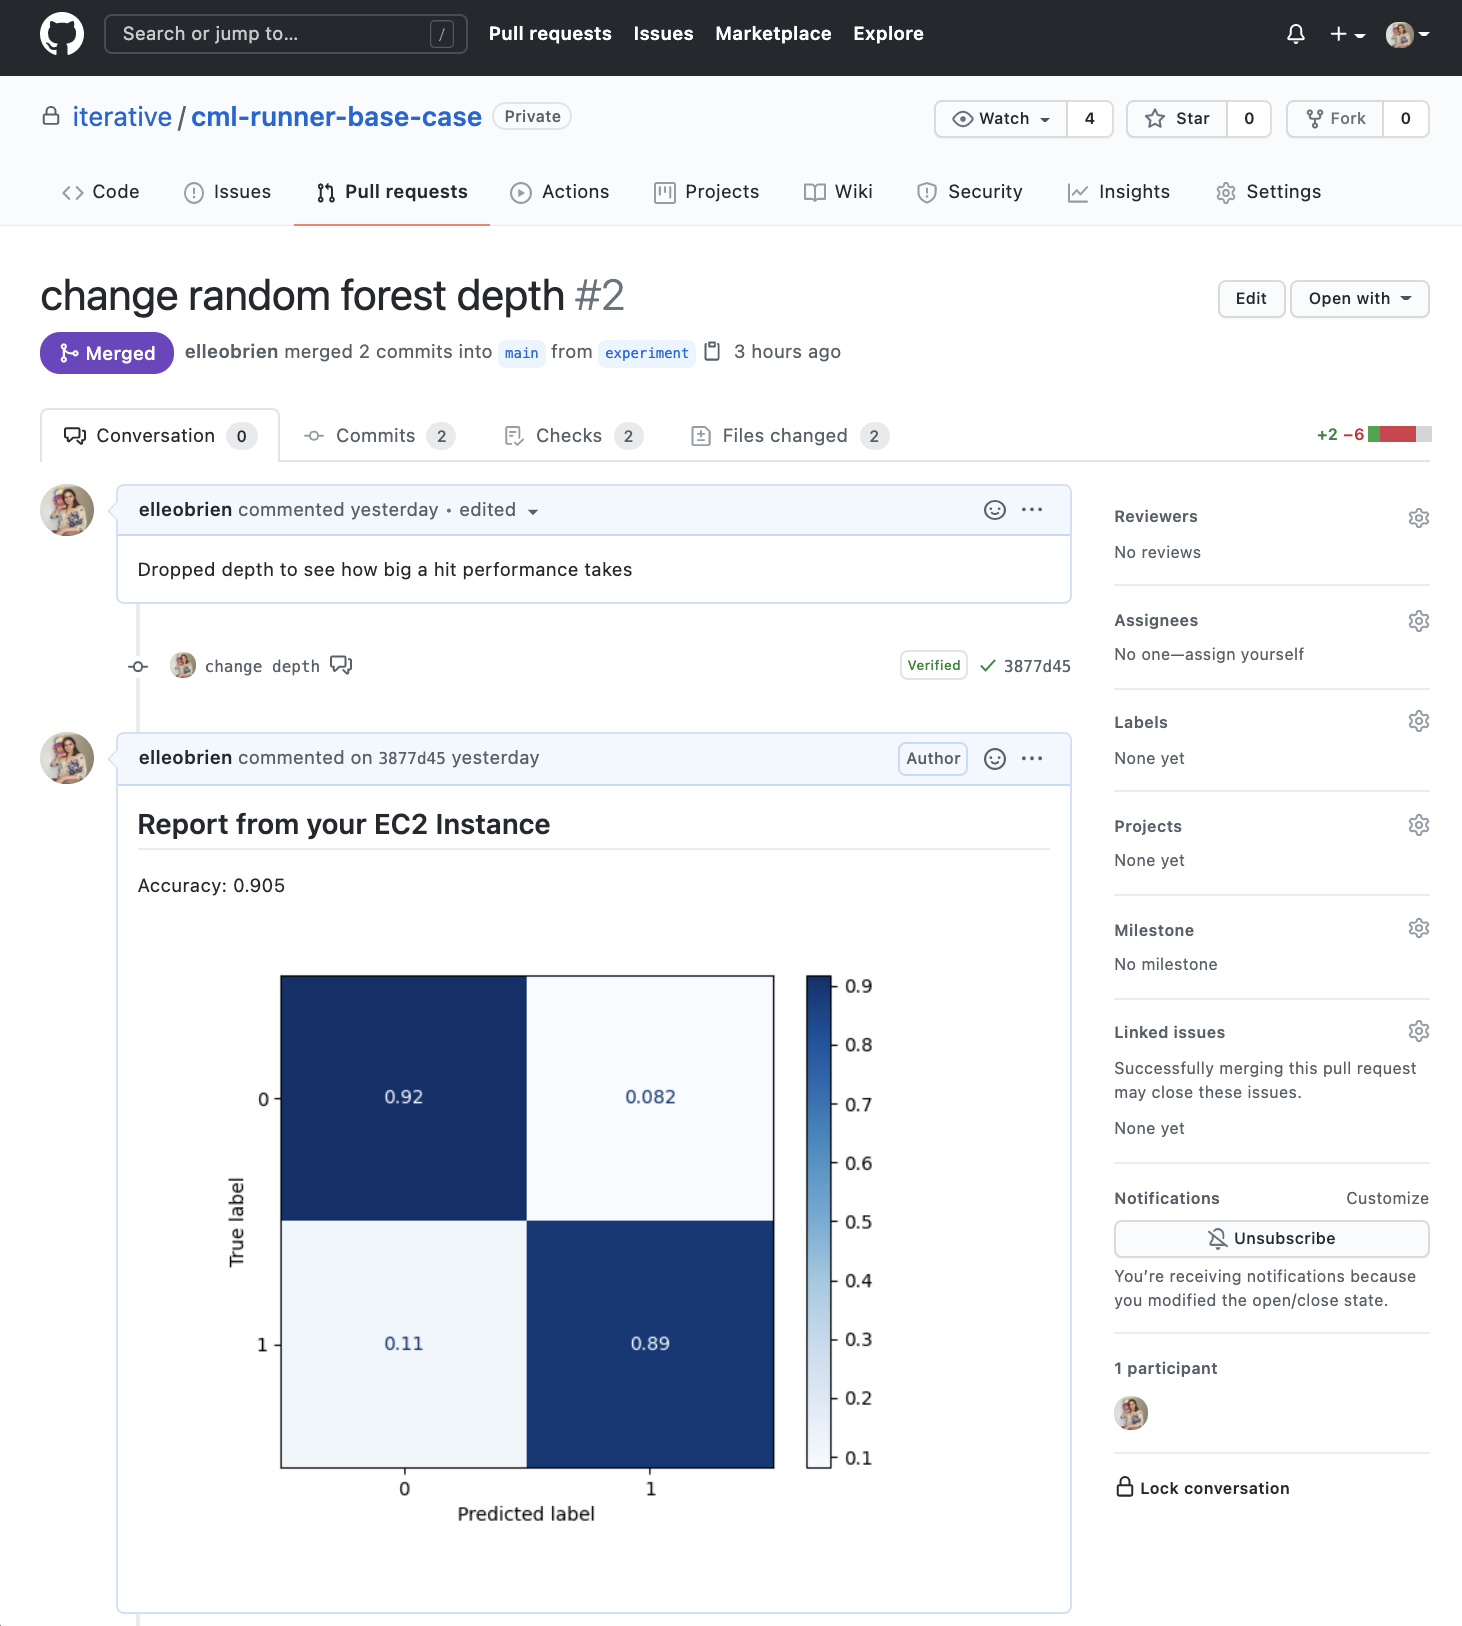 Search or jump to... / Pull requests Issues Marketplace Explore
iterative / cml-runner-base-case Private Watch 4 Star 0 Fork 0
Code Issues Pull requests Actions Projects Wiki Security Insights Settings
change random forest depth #2 Edit Open with
Merged elleobrien merged 2 commits into main from experiment 3 hours ago
Conversation 0 Commits 2 Checks 2 Files changed 2 +2 −6
elleobrien commented yesterday • edited
Dropped depth to see how big a hit performance takes
change depth Verified 3877d45
elleobrien commented on 3877d45 yesterday Author
Report from your EC2 Instance
Accuracy: 0.905
True label
0
1
0.92 0.082
0.11 0.89
0 1
Predicted label
0.9
0.8
0.7
0.6
0.5
0.4
0.3
0.2
0.1
Reviewers
No reviews
Assignees
No one—assign yourself
Labels
None yet
Projects
None yet
Milestone
No milestone
Linked issues
Successfully merging this pull request
may close these issues.
None yet
Notifications Customize
Unsubscribe
You’re receiving notifications because
you modified the open/close state.
1 participant
Lock conversation